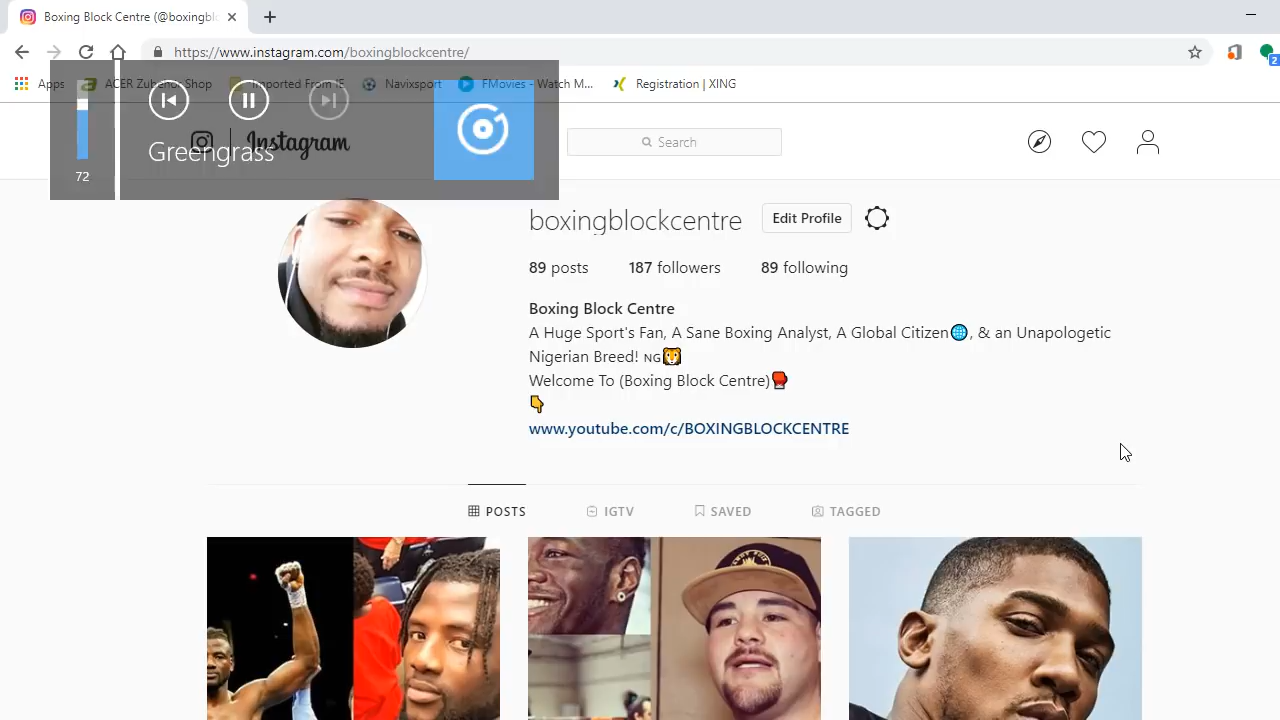 Boxing Block Centre (@boxingblo
https://www.instagram.com/boxingblockcentre/
2
Apps
ACER Zubehör Shop
Imported From IE
Navixsport
FMovies - Watch M...
Registration | XING
72
Greengrass
Instagram
Search
boxingblockcentre
Edit Profile
89 posts
187 followers
89 following
Boxing Block Centre
A Huge Sport's Fan, A Sane Boxing Analyst, A Global Citizen🌐, & an Unapologetic
Nigerian Breed! NG🐯
Welcome To (Boxing Block Centre)🥊
👇
www.youtube.com/c/BOXINGBLOCKCENTRE
POSTS
IGTV
SAVED
TAGGED